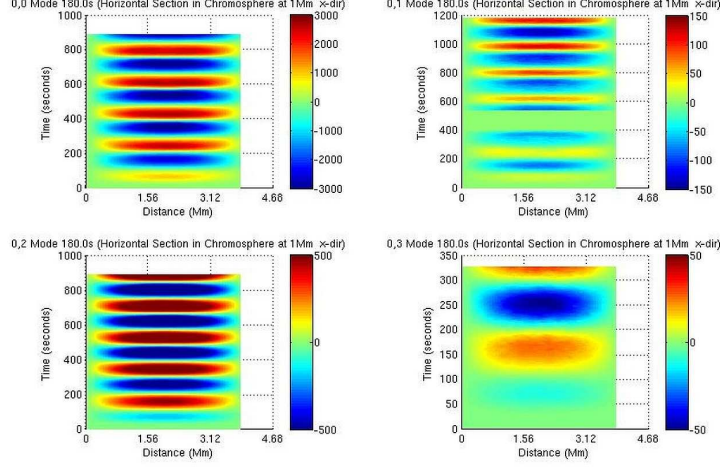 0,0 Mode 180.0s (Horizontal Section in Chromosphere at 1Mm  x-dir)
1000
800
600
400
200
0
Time (seconds)
0 1.56 3.12 4.68
Distance (Mm)
3000
2000
1000
0
-1000
-2000
-3000
0,1 Mode 180.0s (Horizontal Section in Chromosphere at 1Mm  x-dir)
1200
1000
800
600
400
200
0
Time (seconds)
0 1.56 3.12 4.68
Distance (Mm)
150
100
50
0
-50
-100
-150
0,2 Mode 180.0s (Horizontal Section in Chromosphere at 1Mm  x-dir)
1000
800
600
400
200
0
Time (seconds)
0 1.56 3.12 4.68
Distance (Mm)
500
0
-500
0,3 Mode 180.0s (Horizontal Section in Chromosphere at 1Mm  x-dir)
350
300
250
200
150
100
50
0
Time (seconds)
0 1.56 3.12 4.68
Distance (Mm)
50
0
-50